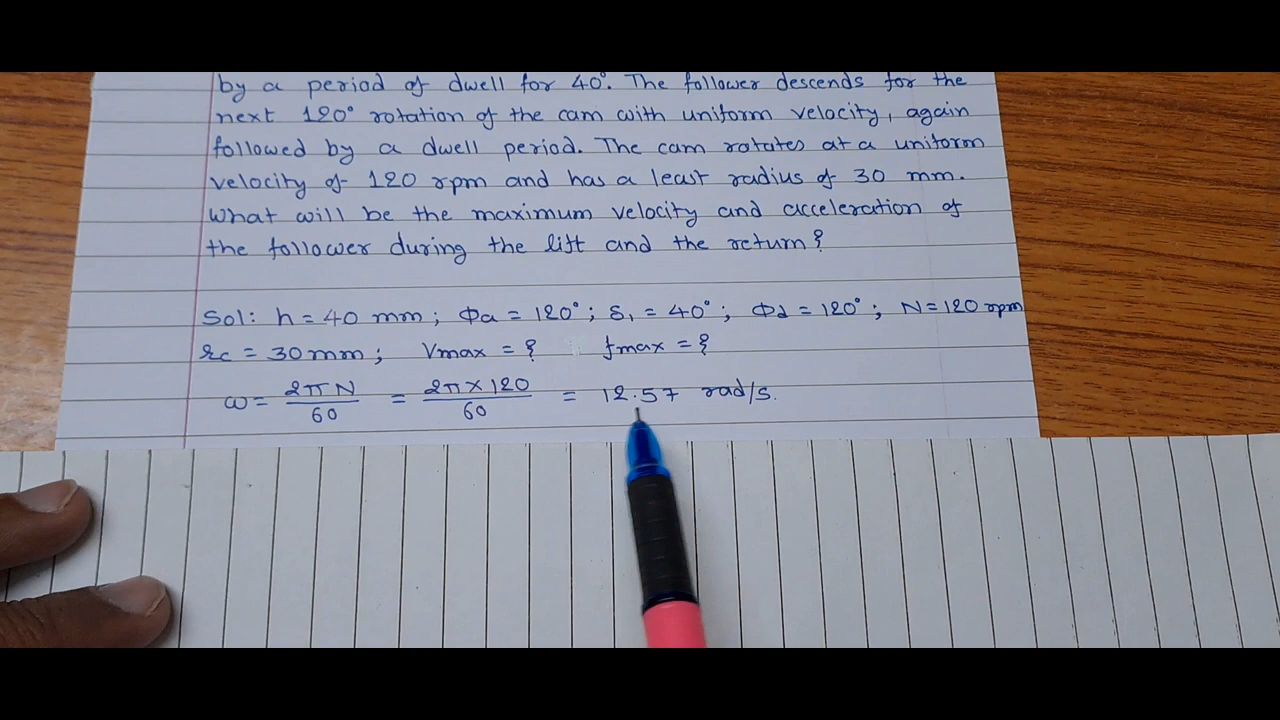 by a period of dwell for 40°. The follower descends for the
next 120° rotation of the cam with uniform velocity, again
followed by a dwell period. The cam rotates at a uniform
velocity of 120 rpm and has a least radius of 30 mm.
What will be the maximum velocity and acceleration of
the follower during the lift and the return?
Sol: h = 40 mm; Φa = 120°; δ₁ = 40°; Φd = 120°; N = 120 rpm
rc = 30 mm; Vmax = ? fmax = ?
ω = 2πN/60 = 2π×120/60 = 12.57 rad/s.